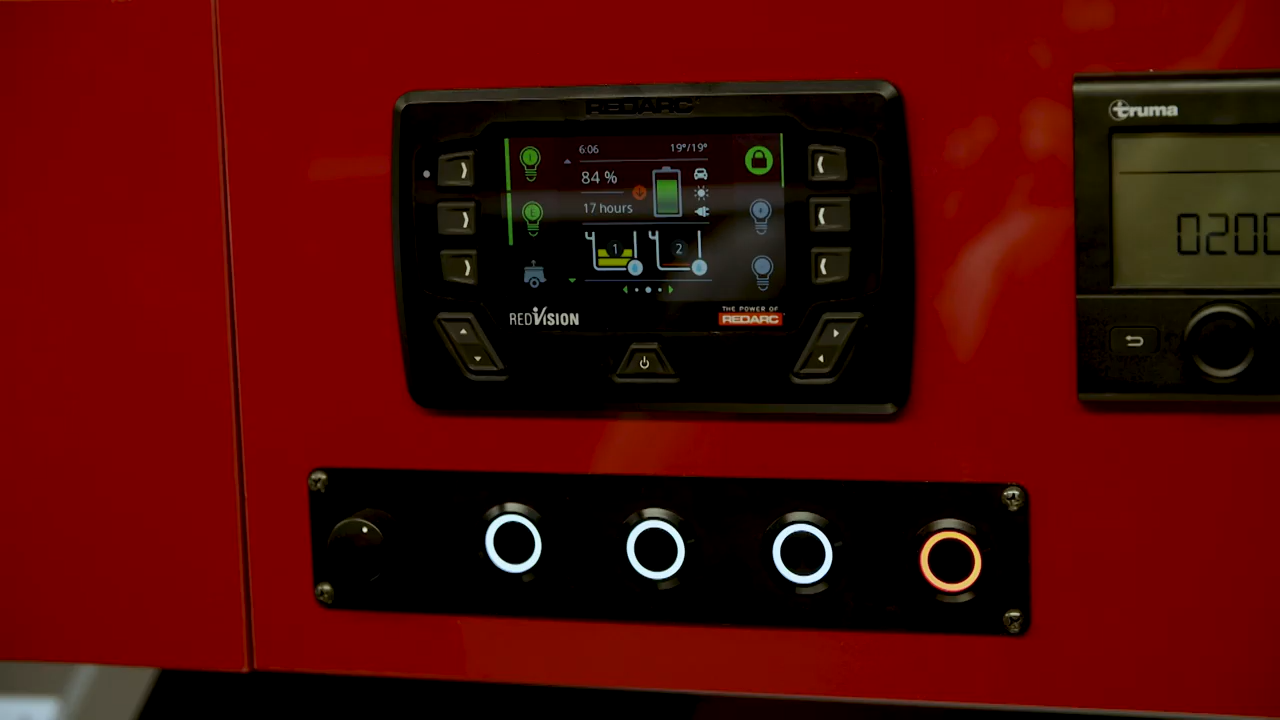 REDARC
6:06 19°/19°
84 %
17 hours
1 2
REDVISION
THE POWER OF
REDARC
truma
0200